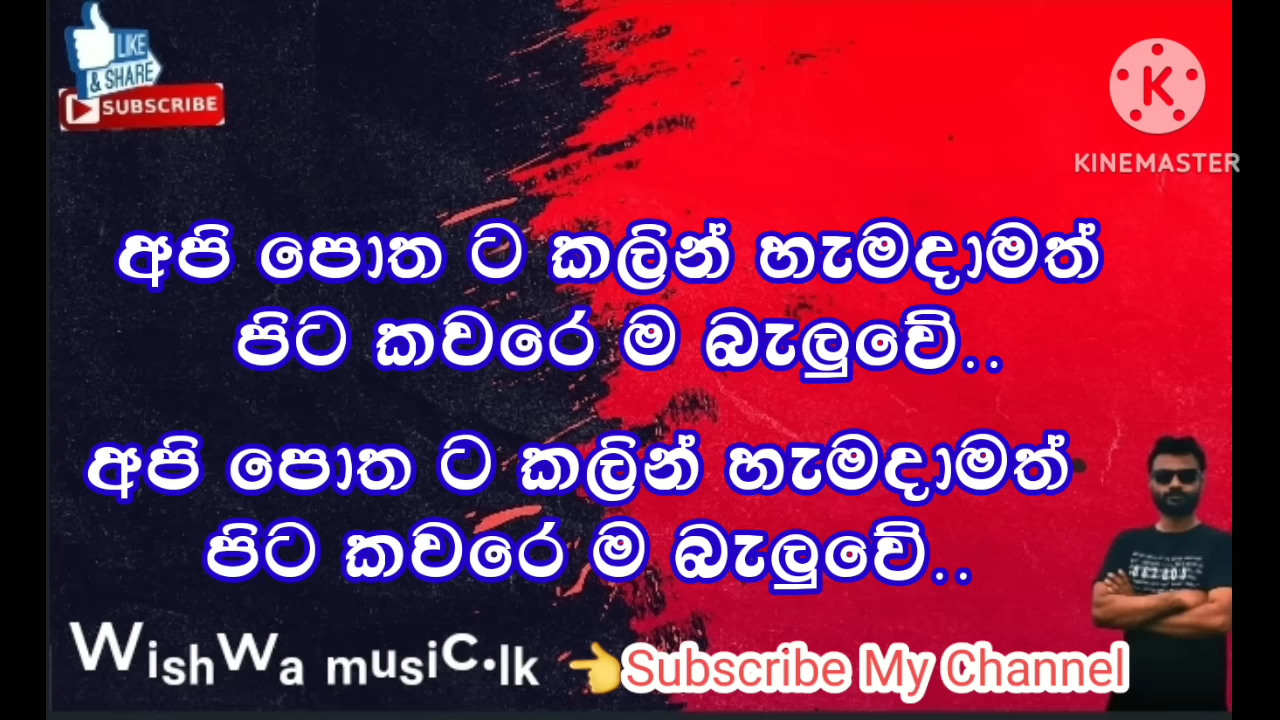 LIKE
& SHARE
SUBSCRIBE
K
KINEMASTER
අපි පොත ට කලින් හැමදාමත්
පිට කවරෙ ම බැලුවේ..
අපි පොත ට කලින් හැමදාමත්
පිට කවරෙ ම බැලුවේ..
WishWa musiC.lk 👈Subscribe My Channel